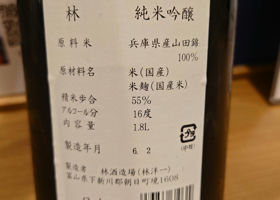 林 純米吟醸
原料米 兵庫県産山田錦
100%
原材料名 米(国産)
米麹(国産米)
精米歩合 55%
アルコール分 16度
内容量 1.8L
製造年月 6. 2
製造者
林酒造場(林洋一)
富山県下新川郡朝日町境1608